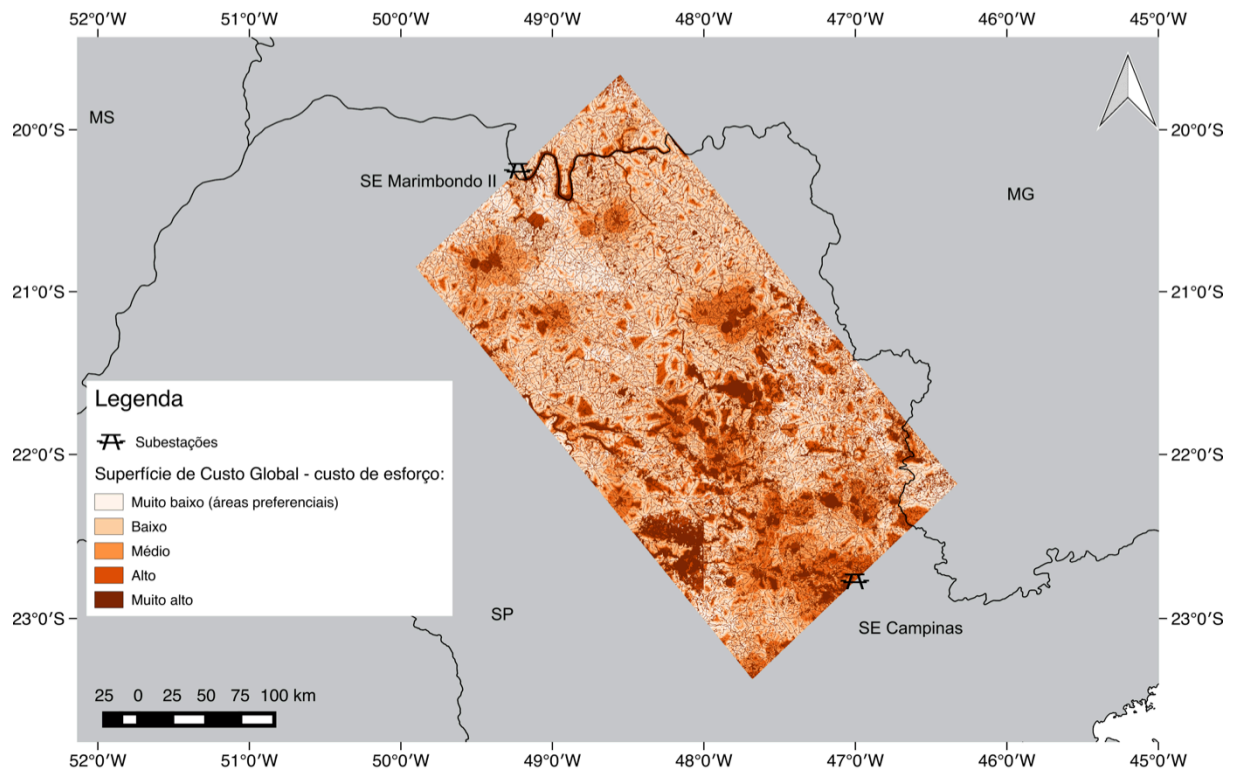 52°0'W 51°0'W 50°0'W 49°0'W 48°0'W 47°0'W 46°0'W 45°0'W
MS
20°0'S 20°0'S
SE Marimbondo II
MG
21°0'S 21°0'S
Legenda
Subestações
22°0'S 22°0'S
Superfície de Custo Global - custo de esforço:
Muito baixo (áreas preferenciais)
Baixo
Médio
Alto
Muito alto
SP
23°0'S 23°0'S
SE Campinas
25 0 25 50 75 100 km
52°0'W 51°0'W 50°0'W 49°0'W 48°0'W 47°0'W 46°0'W 45°0'W